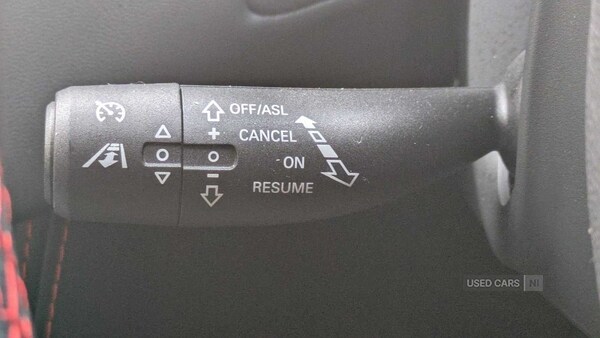 OFF/ASL
+
CANCEL
ON
−
RESUME
USED CARS NI